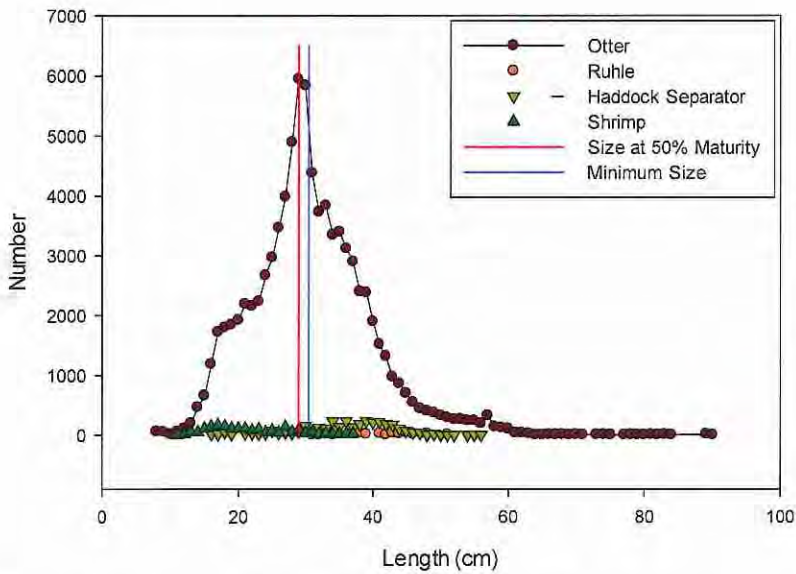 7000
6000
5000
4000
3000
2000
1000
0
Number
Otter
Ruhle
Haddock Separator
Shrimp
Size at 50% Maturity
Minimum Size
0 20 40 60 80 100
Length (cm)